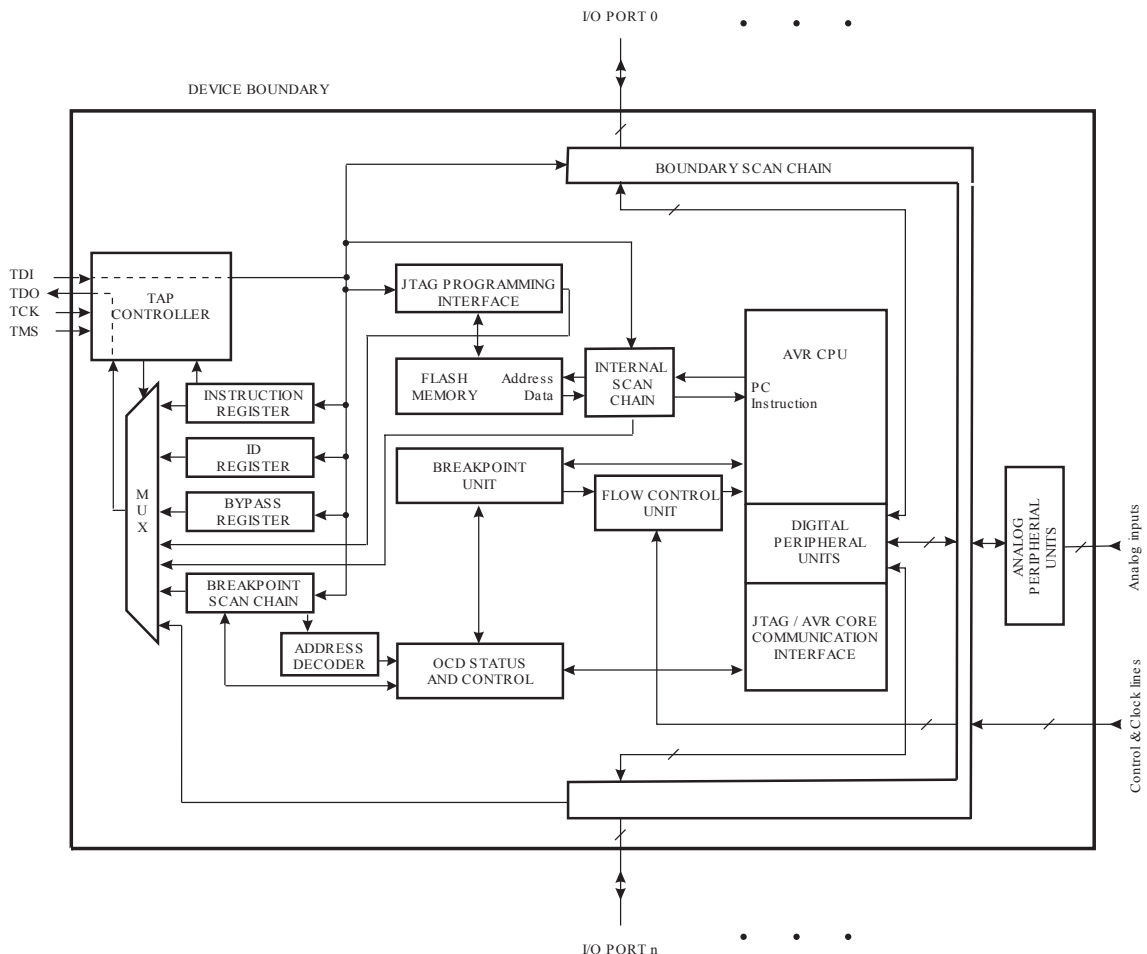 I/O PORT 0
DEVICE BOUNDARY
BOUNDARY SCAN CHAIN
TDI
TDO
TCK
TMS
TAP
CONTROLLER
JTAG PROGRAMMING
INTERFACE
AVR CPU
FLASH
MEMORY
Address
Data
INTERNAL
SCAN
CHAIN
PC
Instruction
INSTRUCTION
REGISTER
ID
REGISTER
BYPASS
REGISTER
MUX
BREAKPOINT
UNIT
FLOW CONTROL
UNIT
DIGITAL
PERIPHERAL
UNITS
ANALOG
PERIPHERIAL
UNITS
Analog inputs
BREAKPOINT
SCAN CHAIN
ADDRESS
DECODER
OCD STATUS
AND CONTROL
JTAG / AVR CORE
COMMUNICATION
INTERFACE
Control & Clock lines
I/O PORT n